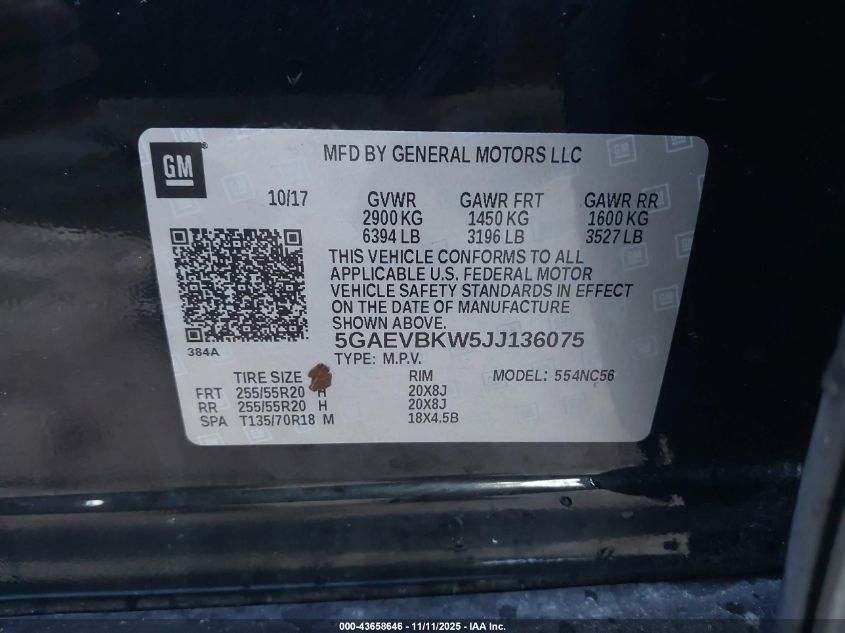 GM
MFD BY GENERAL MOTORS LLC
10/17 GVWR GAWR FRT GAWR RR
2900 KG 1450 KG 1600 KG
6394 LB 3196 LB 3527 LB
THIS VEHICLE CONFORMS TO ALL
APPLICABLE U.S. FEDERAL MOTOR
VEHICLE SAFETY STANDARDS IN EFFECT
ON THE DATE OF MANUFACTURE
SHOWN ABOVE.
384A 5GAEVBKW5JJ136075
TYPE: M.P.V.
TIRE SIZE RIM MODEL: 554NC56
FRT 255/55R20 H 20X8J
RR 255/55R20 H 20X8J
SPA T135/70R18 M 18X4.5B
000-43658646 - 11/11/2025 - IAA Inc.